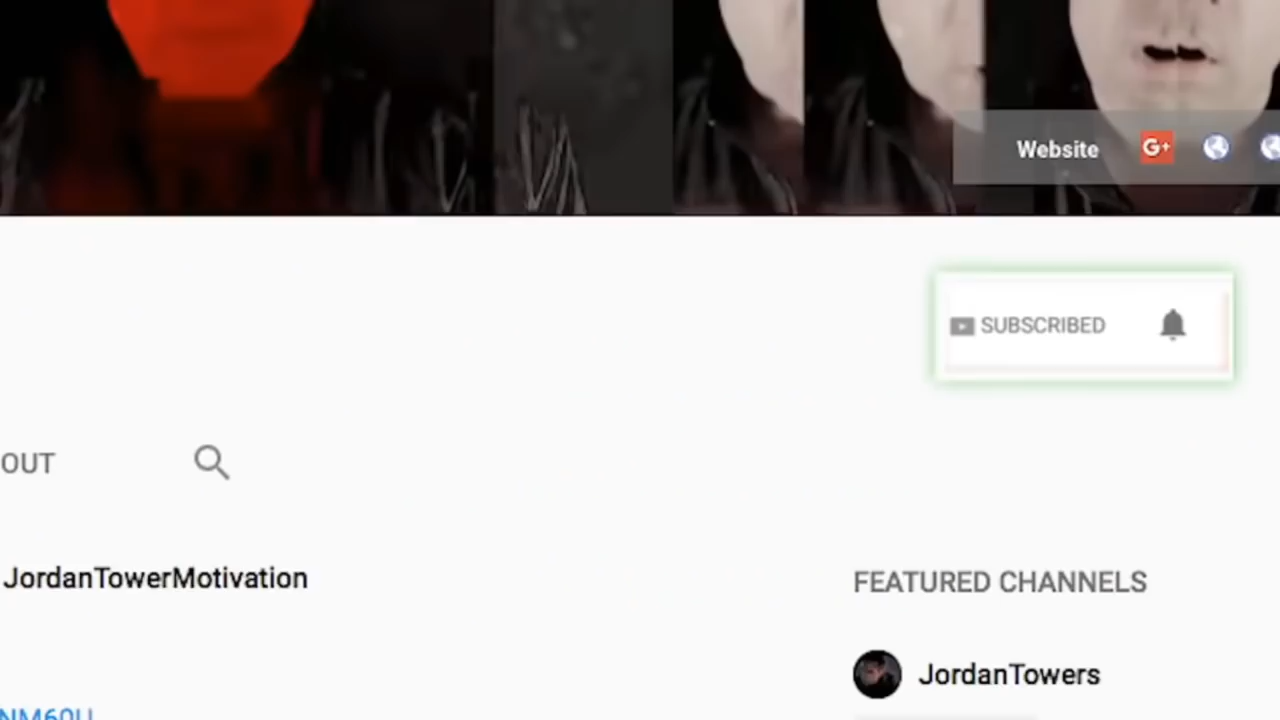 Website G+
SUBSCRIBED
OUT
JordanTowerMotivation
FEATURED CHANNELS
JordanTowers